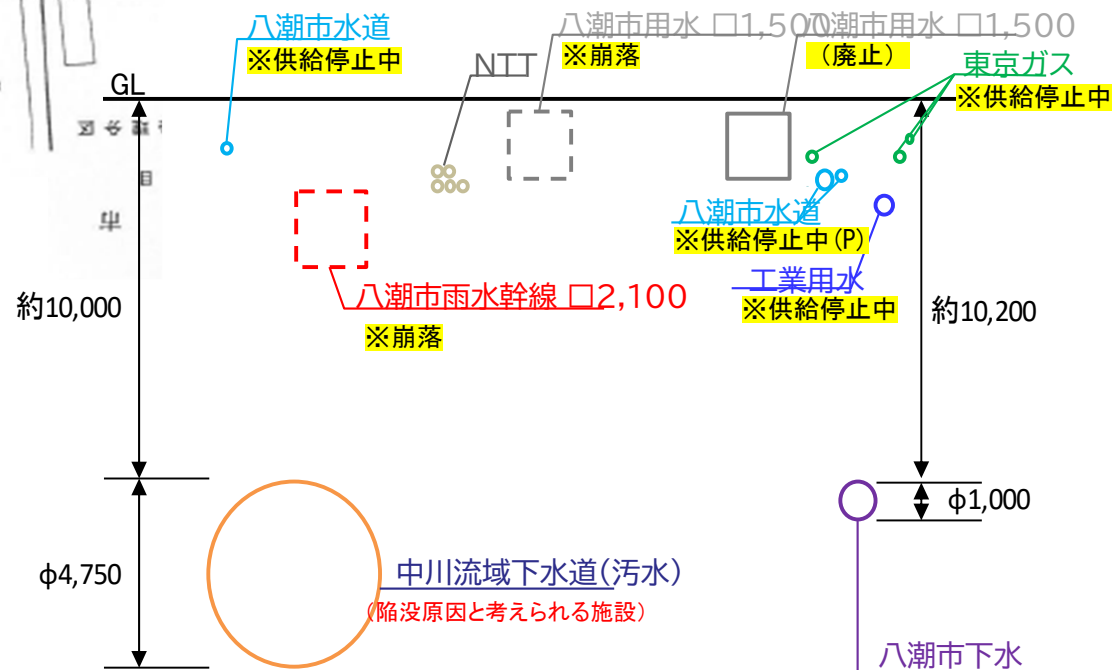 八潮市水道
※供給停止中
NTT
八潮市用水 □1,500
※崩落
八潮市用水 □1,500
(廃止)
東京ガス
※供給停止中
GL
市
八潮市水道
※供給停止中(P)
工業用水
※供給停止中
約10,000
約10,200
八潮市雨水幹線 □2,100
※崩落
φ1,000
φ4,750
中川流域下水道(汚水)
(陥没原因と考えられる施設)
八潮市下水